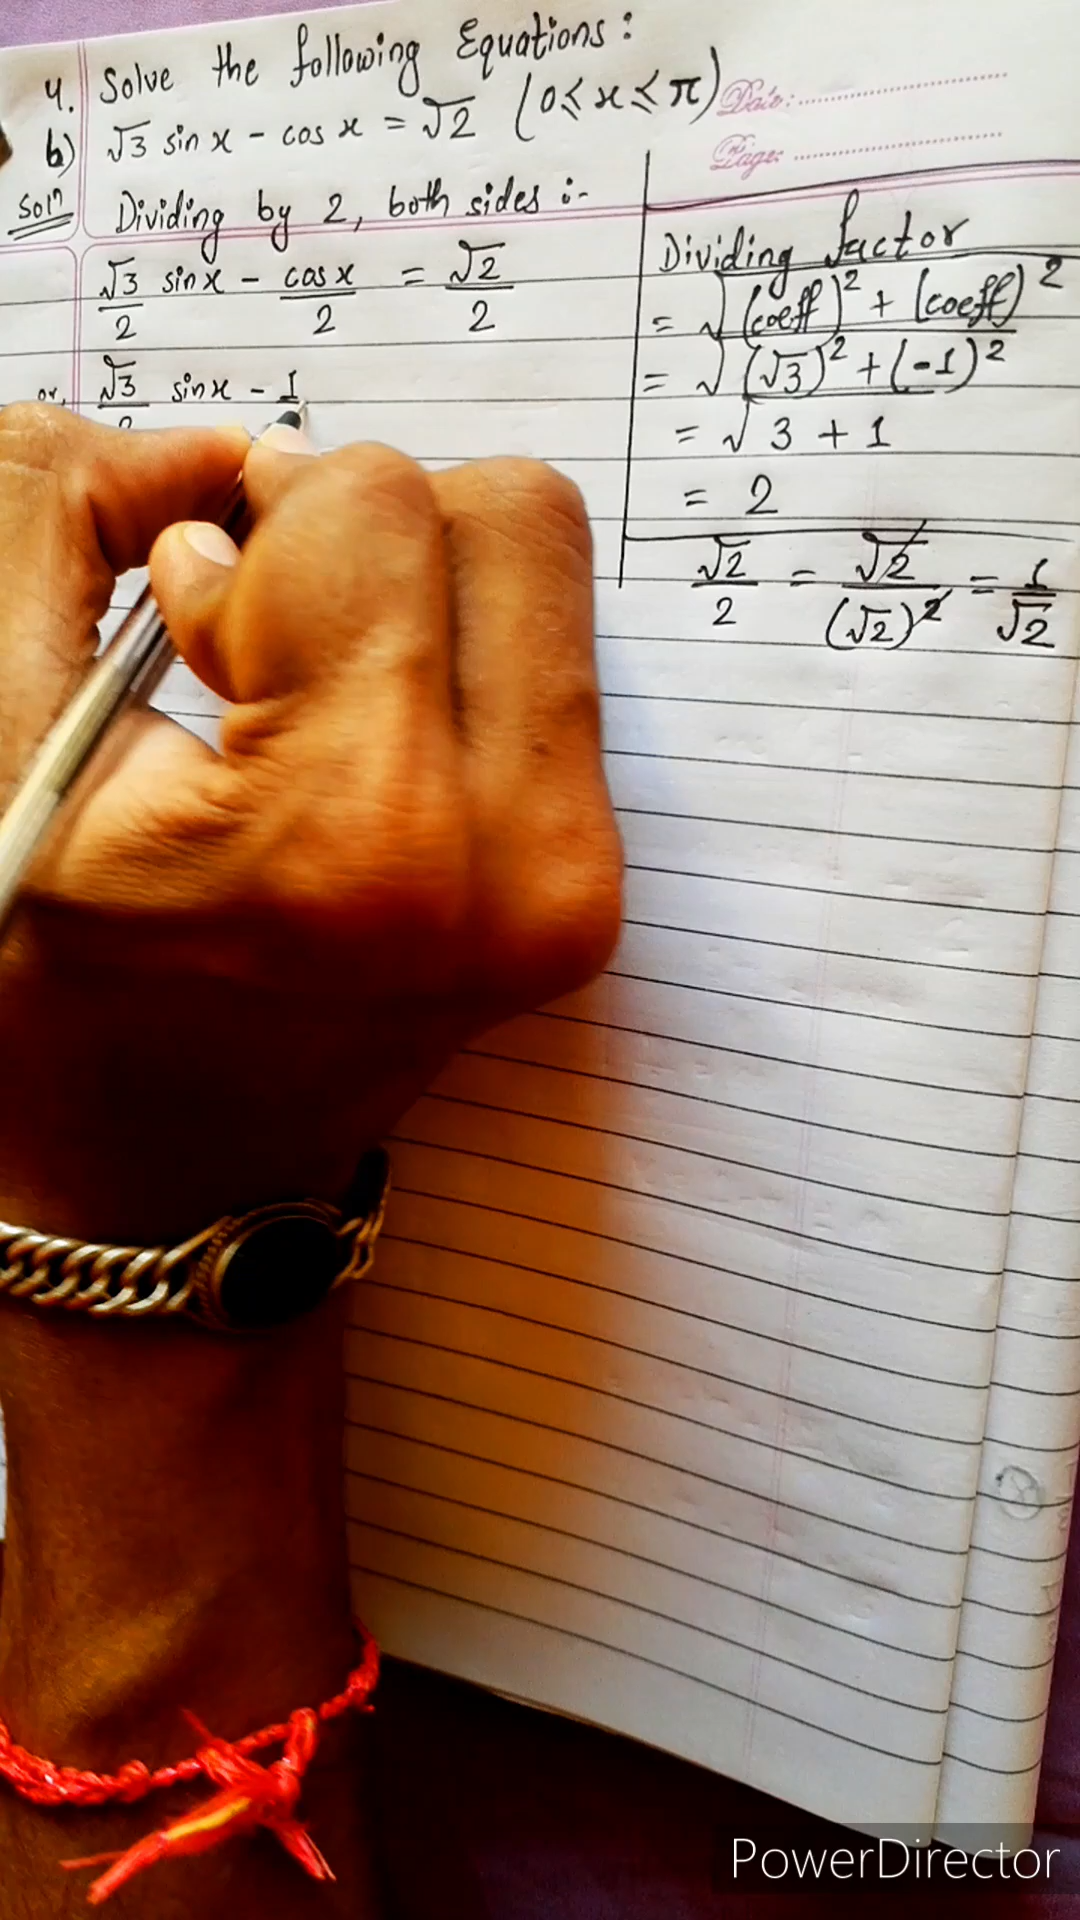 4. Solve the following Equations :
b) √3 sin x - cos x = √2 (0 ≤ x ≤ π)
Date:
Page:
Solⁿ Dividing by 2, both sides :-
√3/2 sin x - cos x/2 = √2/2
or, √3/2 sin x - 1
Dividing factor
= √(coeff)² + (coeff)²
= √(√3)² + (-1)²
= √3 + 1
= 2
√2/2 = √2/(√2)² = 1/√2
PowerDirector